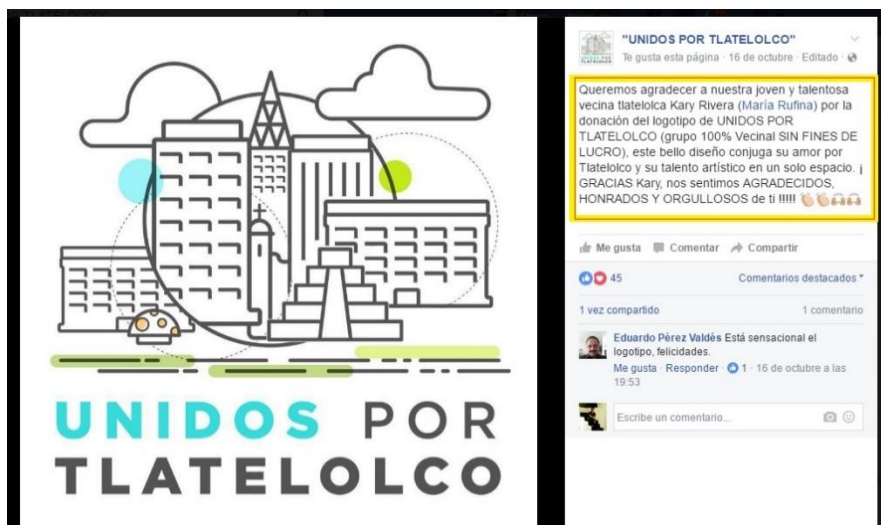 UNIDOS POR
TLATELOLCO
"UNIDOS POR TLATELOLCO"
Te gusta esta página · 16 de octubre · Editado ·
Queremos agradecer a nuestra joven y talentosa
vecina tlatelolca Kary Rivera (María Rufina) por la
donación del logotipo de UNIDOS POR
TLATELOLCO (grupo 100% Vecinal SIN FINES DE
LUCRO), este bello diseño conjuga su amor por
Tlatelolco y su talento artístico en un solo espacio. ¡
GRACIAS Kary, nos sentimos AGRADECIDOS,
HONRADOS Y ORGULLOSOS de ti !!!!! 👏👏🙌🙌
Me gusta Comentar Compartir
45 Comentarios destacados
1 vez compartido 1 comentario
Eduardo Pérez Valdés Está sensacional el
logotipo, felicidades.
Me gusta · Responder · 1 · 16 de octubre a las
19:53
Escribe un comentario...